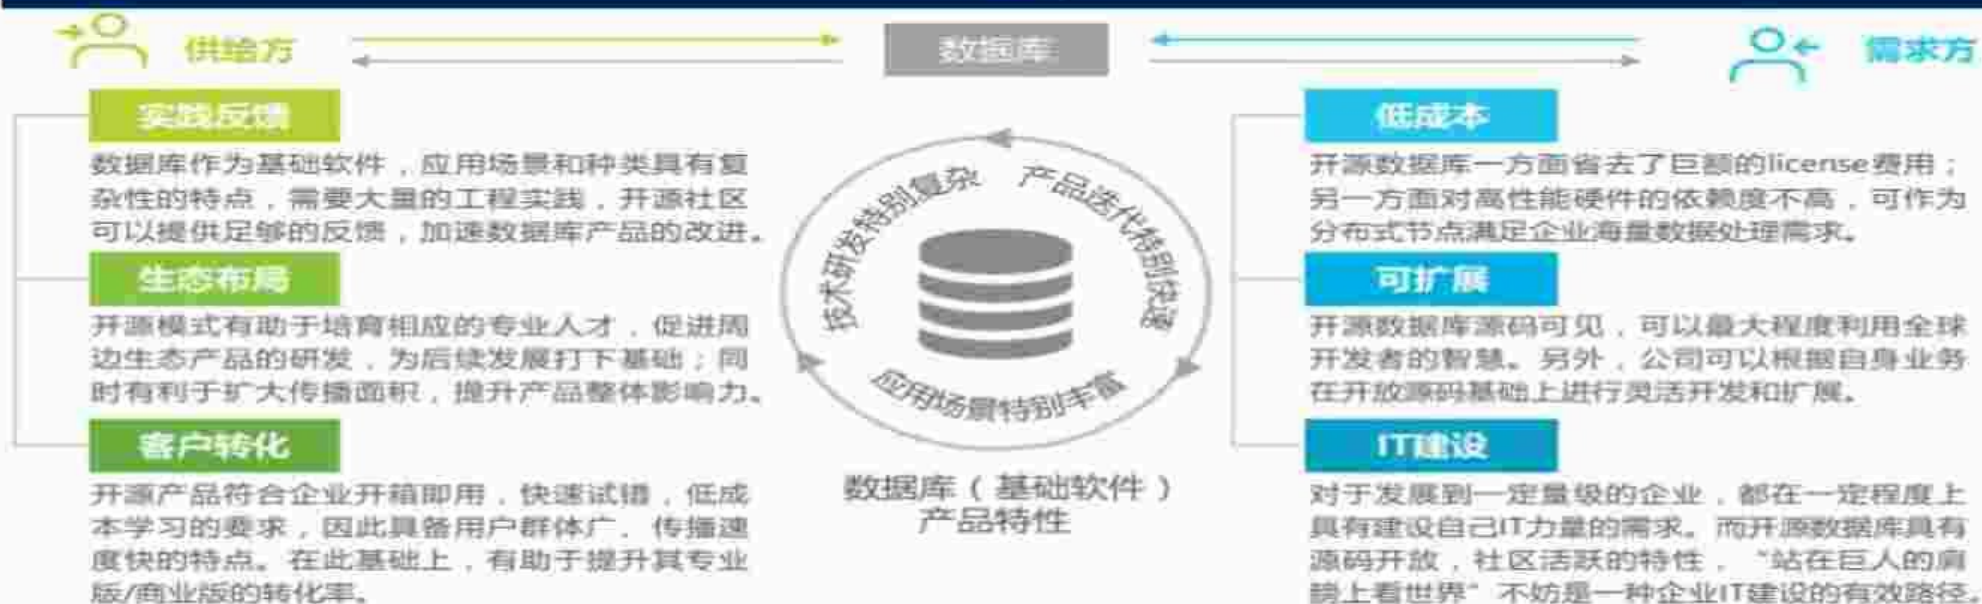 供给方
数据库
需求方
实践反馈
数据库作为基础软件，应用场景和种类具有复
杂性的特点，需要大量的工程实践，开源社区
可以提供足够的反馈，加速数据库产品的改进。
生态布局
开源模式有助于培育相应的专业人才，促进周
边生态产品的研发，为后续发展打下基础；同
时有利于扩大传播面积，提升产品整体影响力。
客户转化
开源产品符合企业开箱即用，快速试错，低成
本学习的要求，因此具备用户群体广，传播速
度快的特点。在此基础上，有助于提升其专业
版/商业版的转化率。
技术研发特别复杂
产品迭代特别快速
应用场景特别丰富
数据库（基础软件）
产品特性
低成本
开源数据库一方面省去了巨额的license费用；
另一方面对高性能硬件的依赖度不高，可作为
分布式节点满足企业海量数据处理需求。
可扩展
开源数据库源码可见，可以最大程度利用全球
开发者的智慧。另外，公司可以根据自身业务
在开放源码基础上进行灵活开发和扩展。
IT建设
对于发展到一定量级的企业，都在一定程度上
具有建设自己IT力量的需求。而开源数据库具有
源码开放，社区活跃的特性，“站在巨人的肩
膀上看世界”不妨是一种企业IT建设的有效路径。